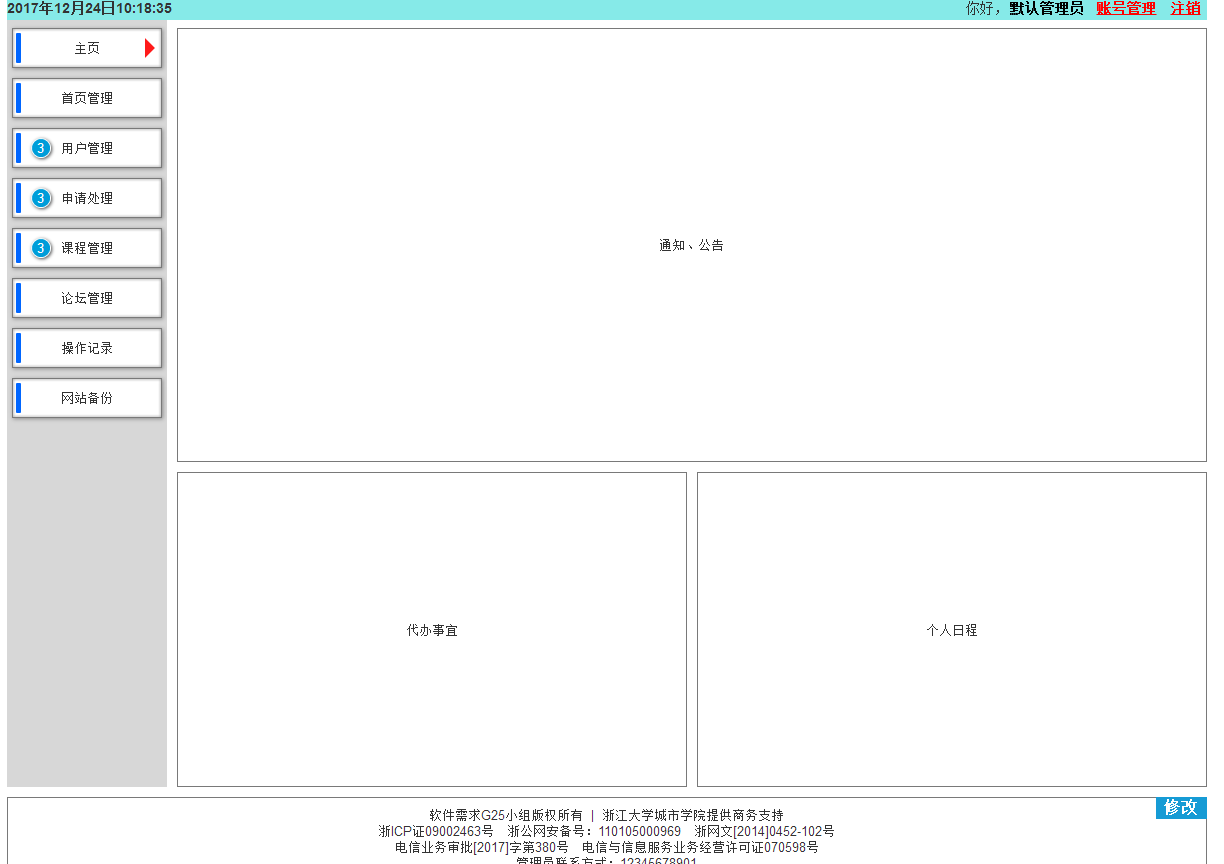 2017年12月24日10:18:35
你好，默认管理员 账号管理 注销
主页
首页管理
3 用户管理
3 申请处理
3 课程管理
论坛管理
操作记录
网站备份
通知、公告
代办事宜
个人日程
修改
软件需求G25小组版权所有 | 浙江大学城市学院提供商务支持
浙ICP证09002463号 浙公网安备号：110105000969 浙网文[2014]0452-102号
电信业务审批[2017]字第380号 电信与信息服务业务经营许可证070598号
管理员联系方式：12345678901